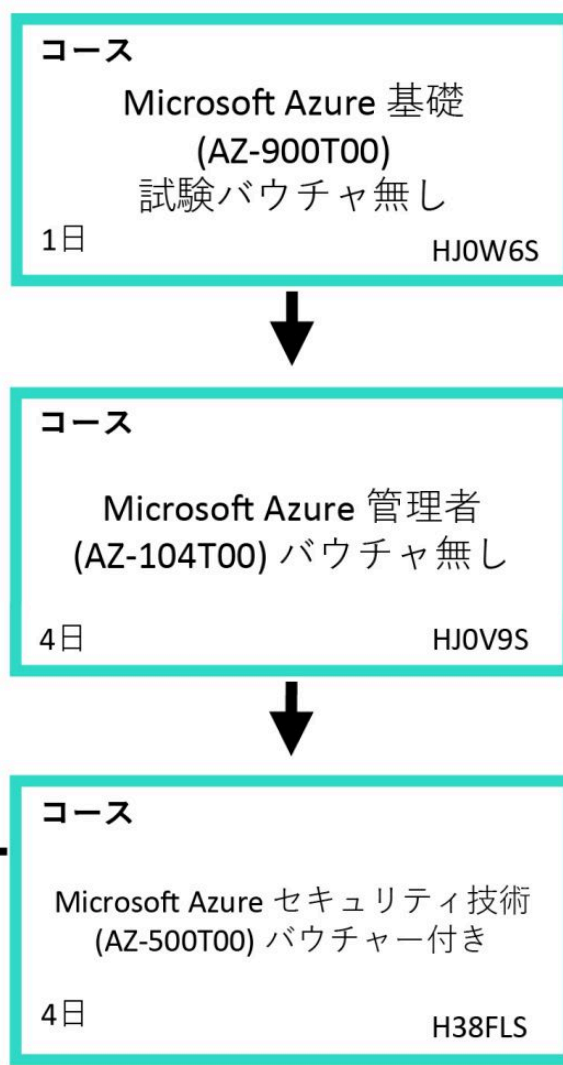 コース
Microsoft Azure 基礎
(AZ-900T00)
試験バウチャ無し
1日
HJ0W6S
コース
Microsoft Azure 管理者
(AZ-104T00) バウチャ無し
4日
HJ0V9S
コース
Microsoft Azure セキュリティ技術
(AZ-500T00) バウチャー付き
4日
H38FLS